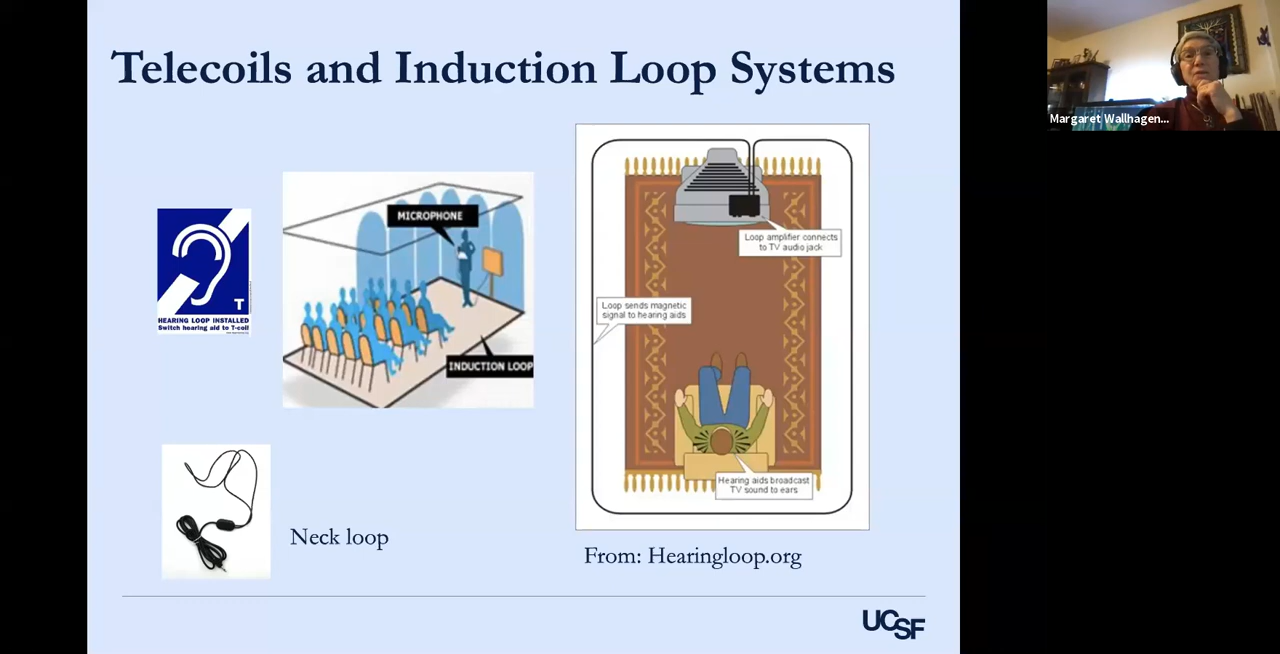 Telecoils and Induction Loop Systems
Margaret Wallhagen...
MICROPHONE
INDUCTION LOOP
T
HEARING LOOP INSTALLED
Switch hearing aid to T-coil
Loop amplifier connects
to TV audio jack
Loop sends magnetic
signal to hearing aids
Hearing aids broadcast
TV sound to ears
Neck loop
From: Hearingloop.org
UCSF